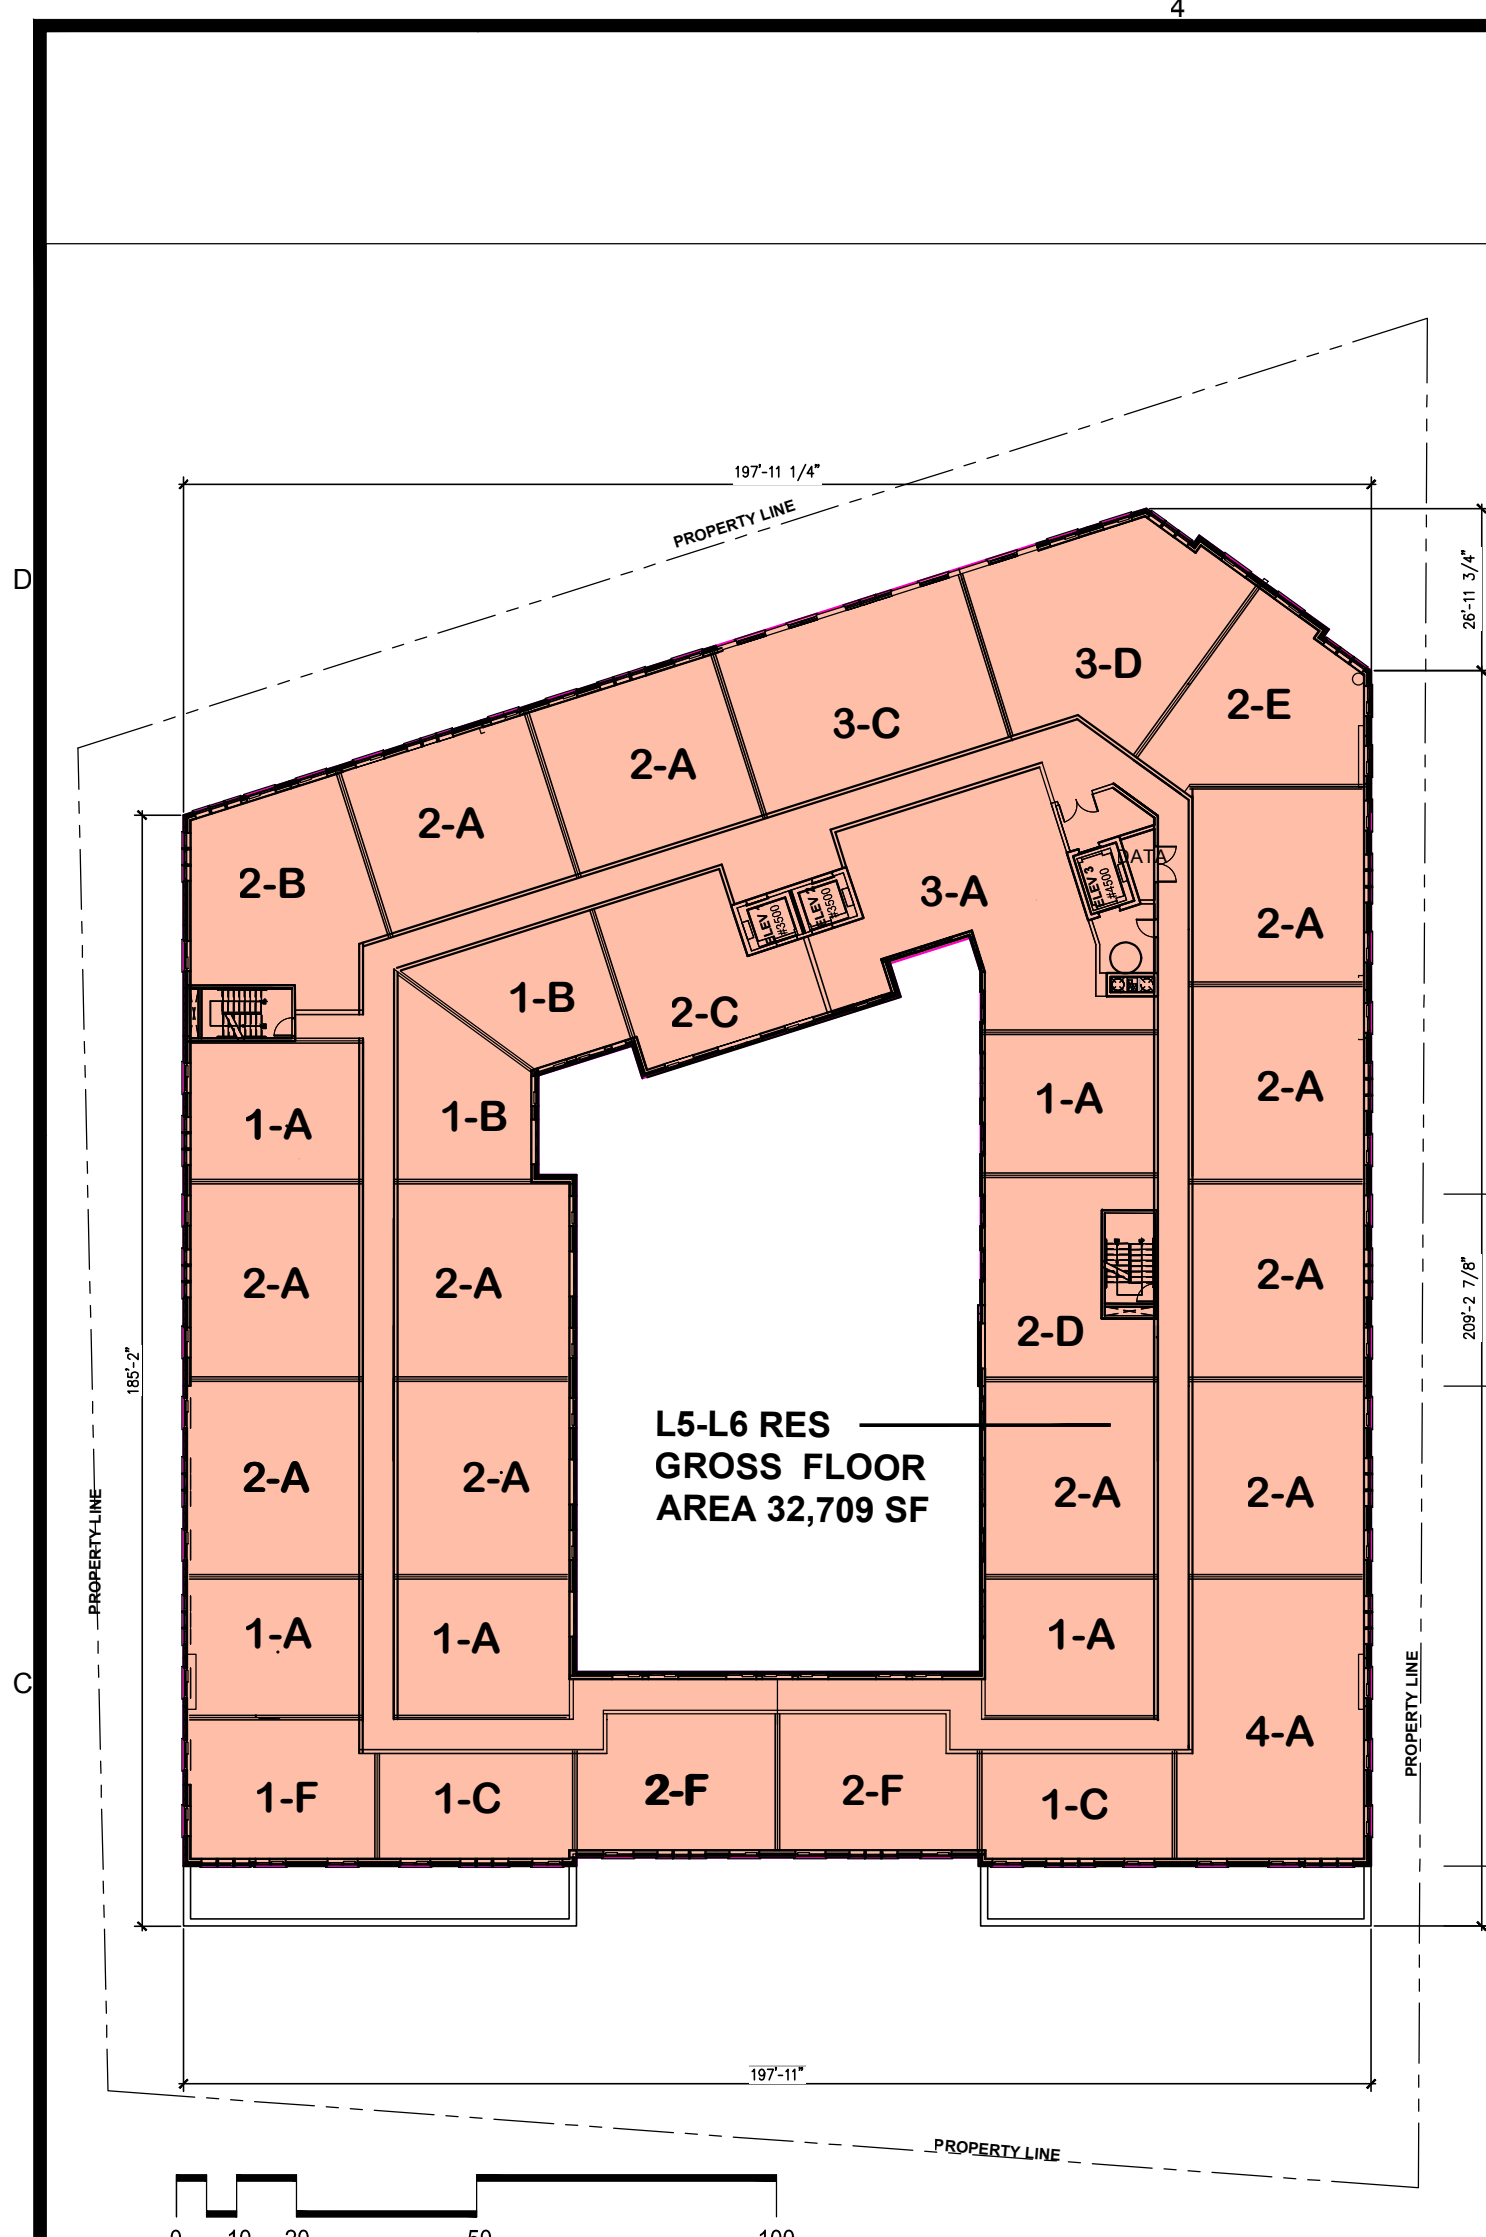 4
197'-11 1/4"
PROPERTY LINE
26'-11 3/4"
D
3-D
2-E
3-C
2-A
2-A
2-B
DATA
ELEV 3
#4500
3-A
ELEV 2
#3500
ELEV 1
#3500
2-A
1-B
2-C
2-A
1-A
1-A
1-B
2-A
2-A
2-A
2-D
209'-2 7/8"
185'-2"
L5-L6 RES
GROSS FLOOR
AREA 32,709 SF
2-A
2-A
2-A
2-A
PROPERTY LINE
1-A
1-A
1-A
C
PROPERTY LINE
4-A
1-F
1-C
2-F
2-F
1-C
197'-11"
PROPERTY LINE
0 10 20 50 100